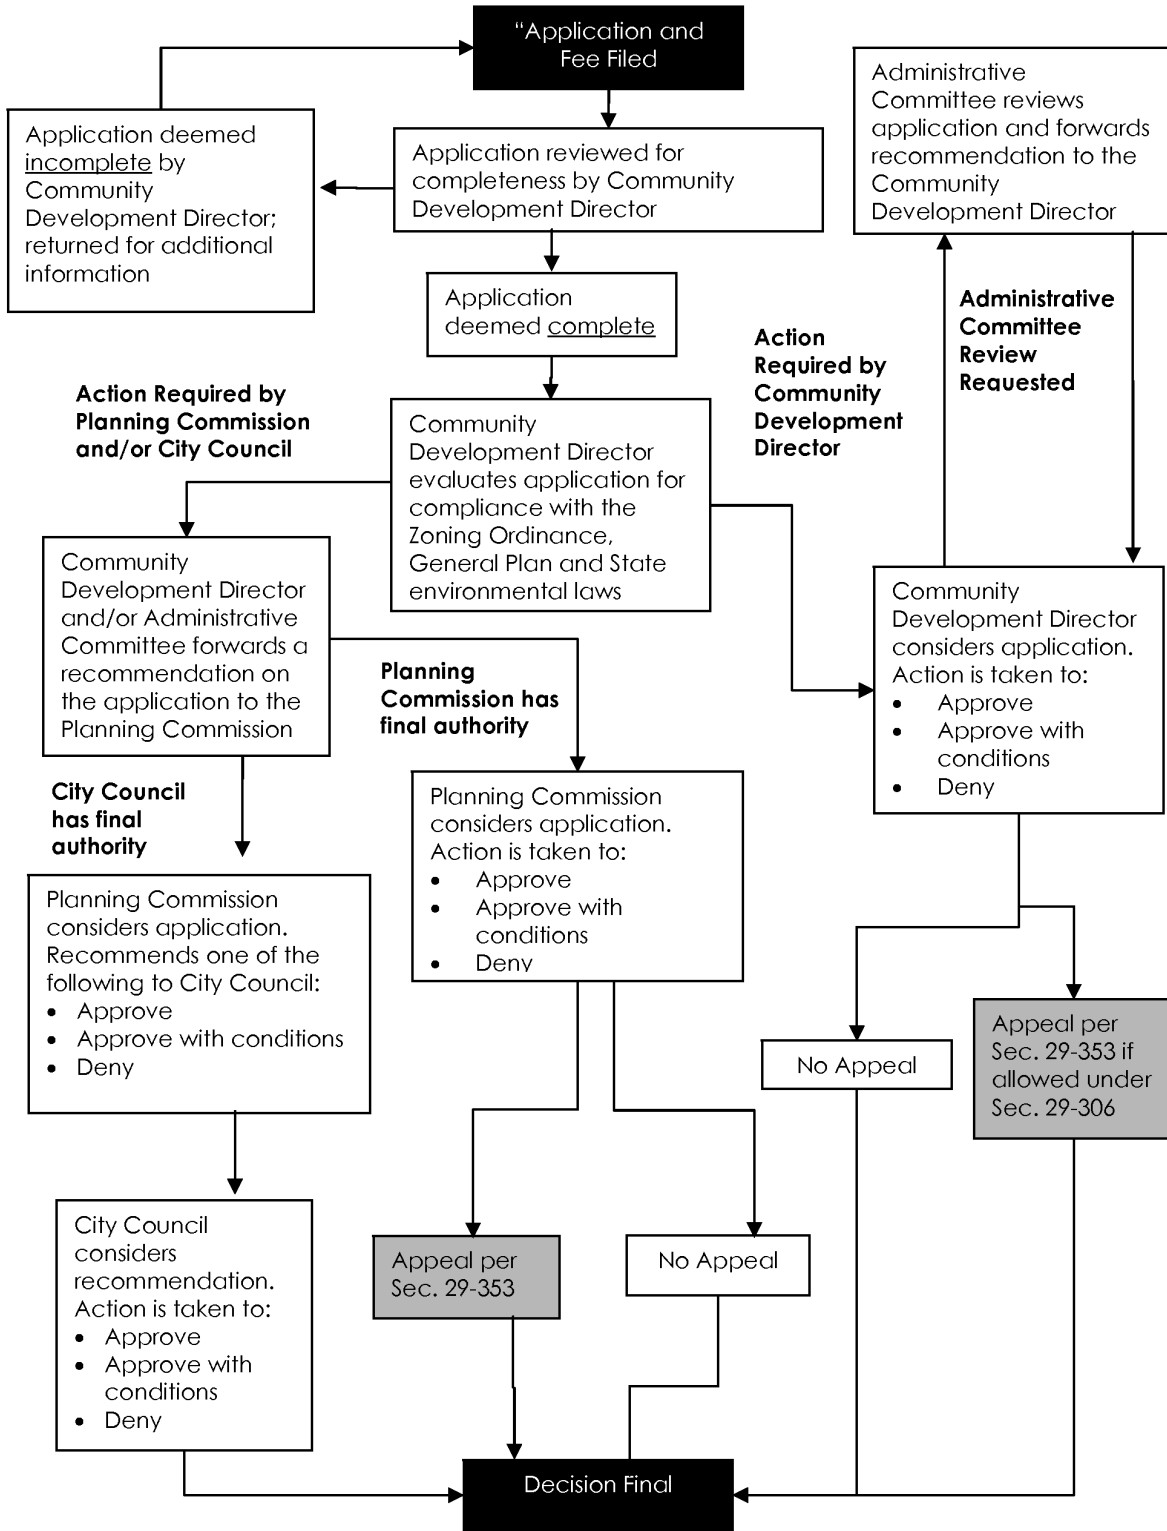 “Application and
Fee Filed
Application deemed
incomplete by
Community
Development Director;
returned for additional
information
Application reviewed for
completeness by Community
Development Director
Administrative
Committee reviews
application and forwards
recommendation to the
Community
Development Director
Application
deemed complete
Administrative
Committee
Review
Requested
Action
Required by
Community
Development
Director
Action Required by
Planning Commission
and/or City Council
Community
Development Director
evaluates application for
compliance with the
Zoning Ordinance,
General Plan and State
environmental laws
Community
Development Director
and/or Administrative
Committee forwards a
recommendation on
the application to the
Planning Commission
Community
Development Director
considers application.
Action is taken to:
• Approve
• Approve with
conditions
• Deny
Planning
Commission has
final authority
City Council
has final
authority
Planning Commission
considers application.
Action is taken to:
• Approve
• Approve with
conditions
• Deny
Planning Commission
considers application.
Recommends one of the
following to City Council:
• Approve
• Approve with conditions
• Deny
No Appeal
Appeal per
Sec. 29-353 if
allowed under
Sec. 29-306
City Council
considers
recommendation.
Action is taken to:
• Approve
• Approve with
conditions
• Deny
Appeal per
Sec. 29-353
No Appeal
Decision Final